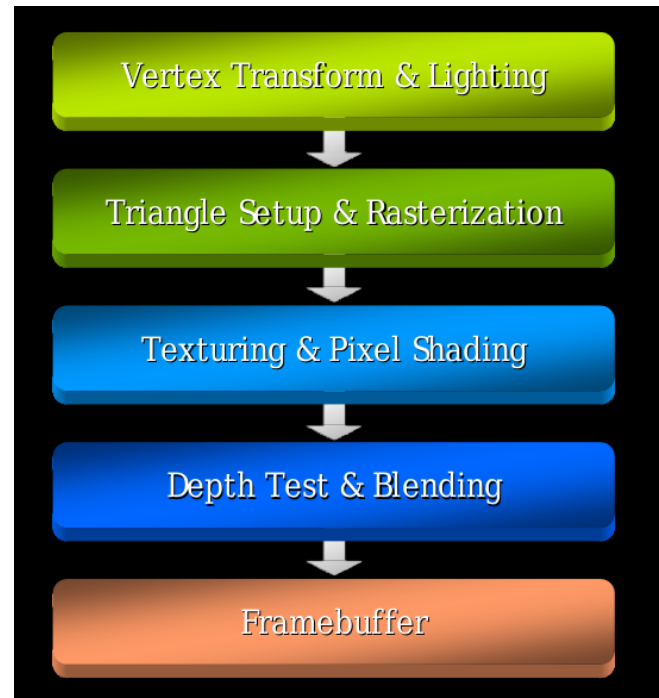 Vertex Transform & Lighting
Triangle Setup & Rasterization
Texturing & Pixel Shading
Depth Test & Blending
Framebuffer